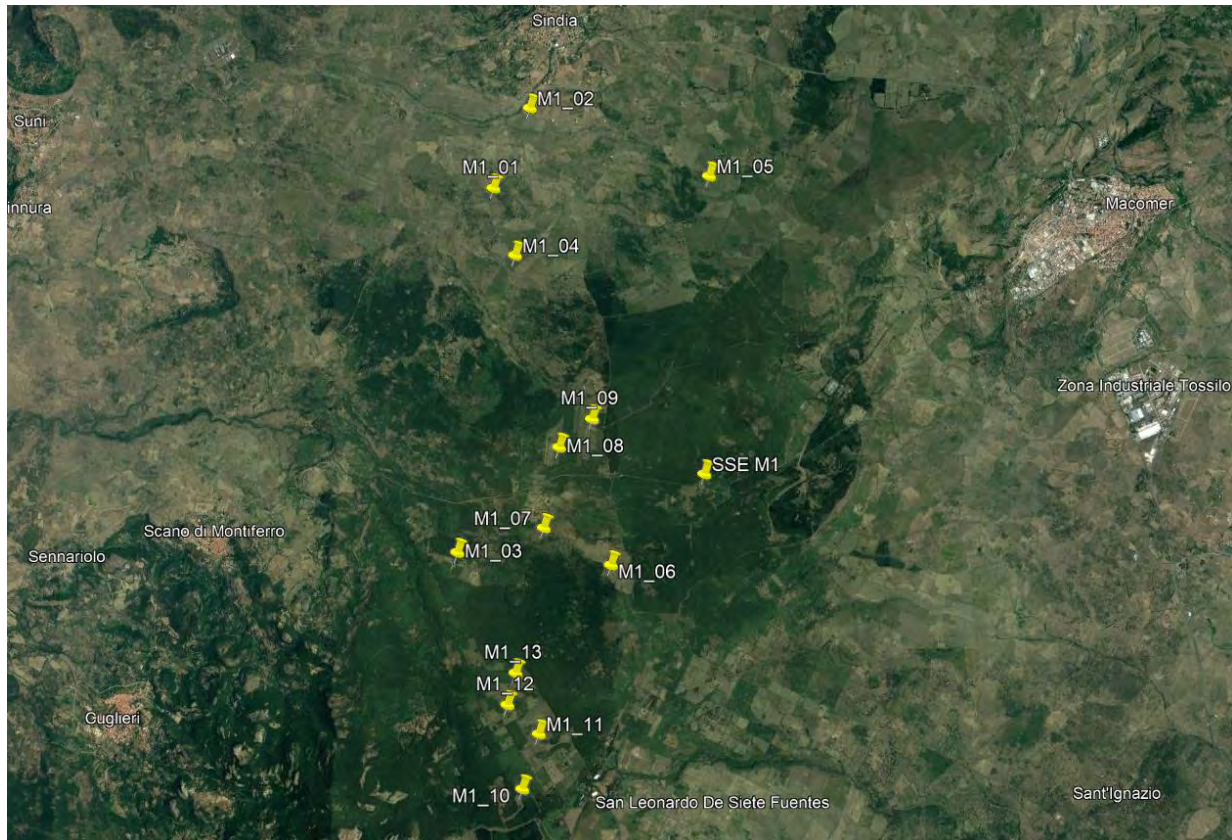 Sindia
M1_02
Suni
M1_01
M1_05
innura
Macomer
M1_04
Zona Industriale Tossilo
M1_09
M1_08
SSE M1
M1_07
Scano di Montiferro
M1_03
Sennariolo
M1_06
M1_13
M1_12
Cuglieri
M1_11
M1_10
San Leonardo De Siete Fuentes
Sant'Ignazio